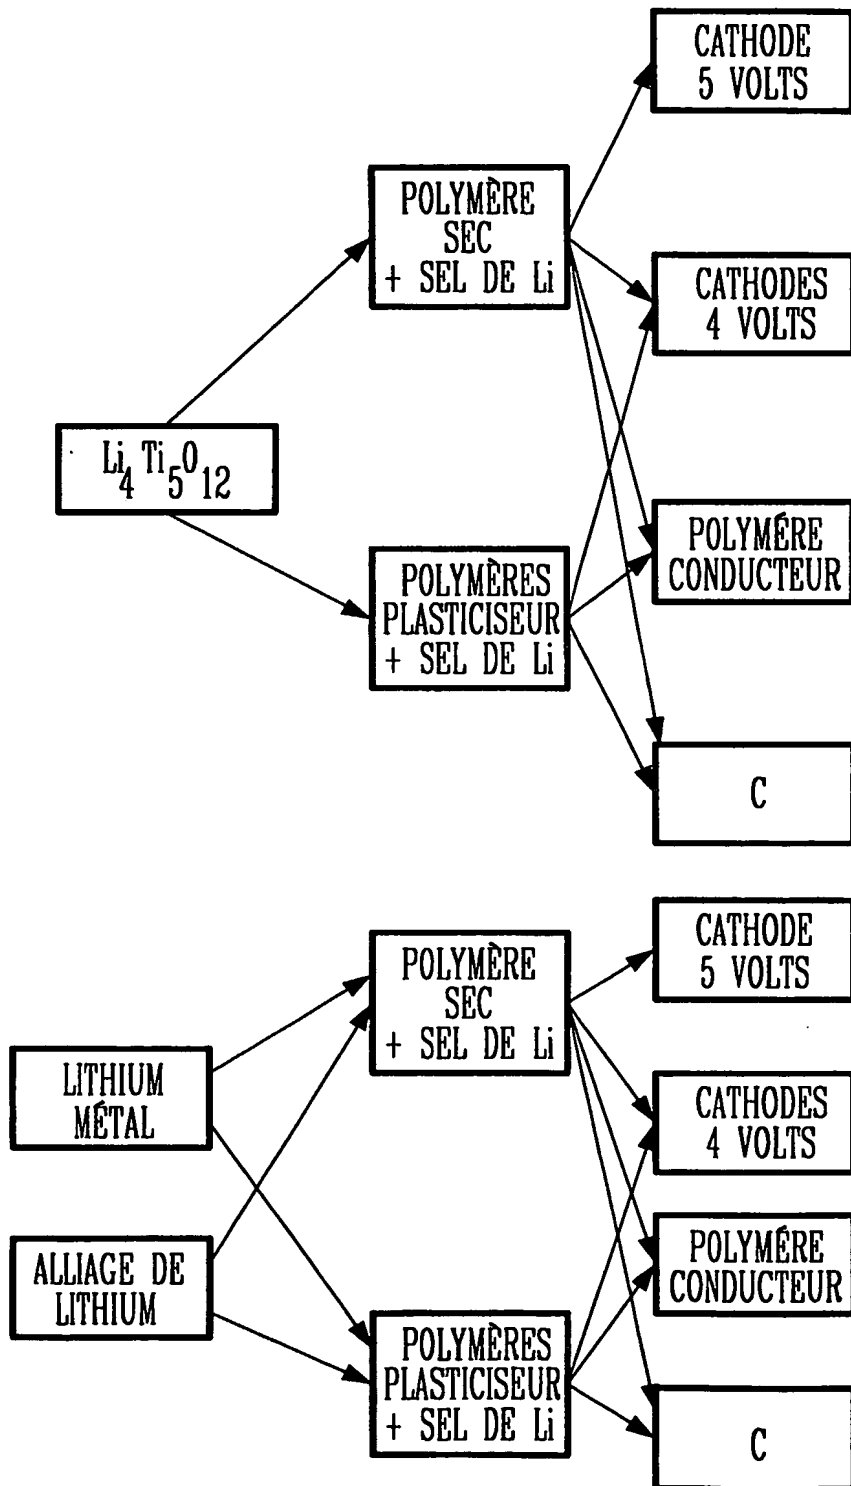 CATHODE
5 VOLTS
POLYMÈRE
SEC
+ SEL DE Li
CATHODES
4 VOLTS
Li4 Ti5O12
POLYMÉRE
CONDUCTEUR
POLYMÈRES
PLASTICISEUR
+ SEL DE Li
C
CATHODE
5 VOLTS
POLYMÈRE
SEC
+ SEL DE Li
LITHIUM
MÉTAL
CATHODES
4 VOLTS
ALLIAGE DE
LITHIUM
POLYMÉRE
CONDUCTEUR
POLYMÈRES
PLASTICISEUR
+ SEL DE Li
C